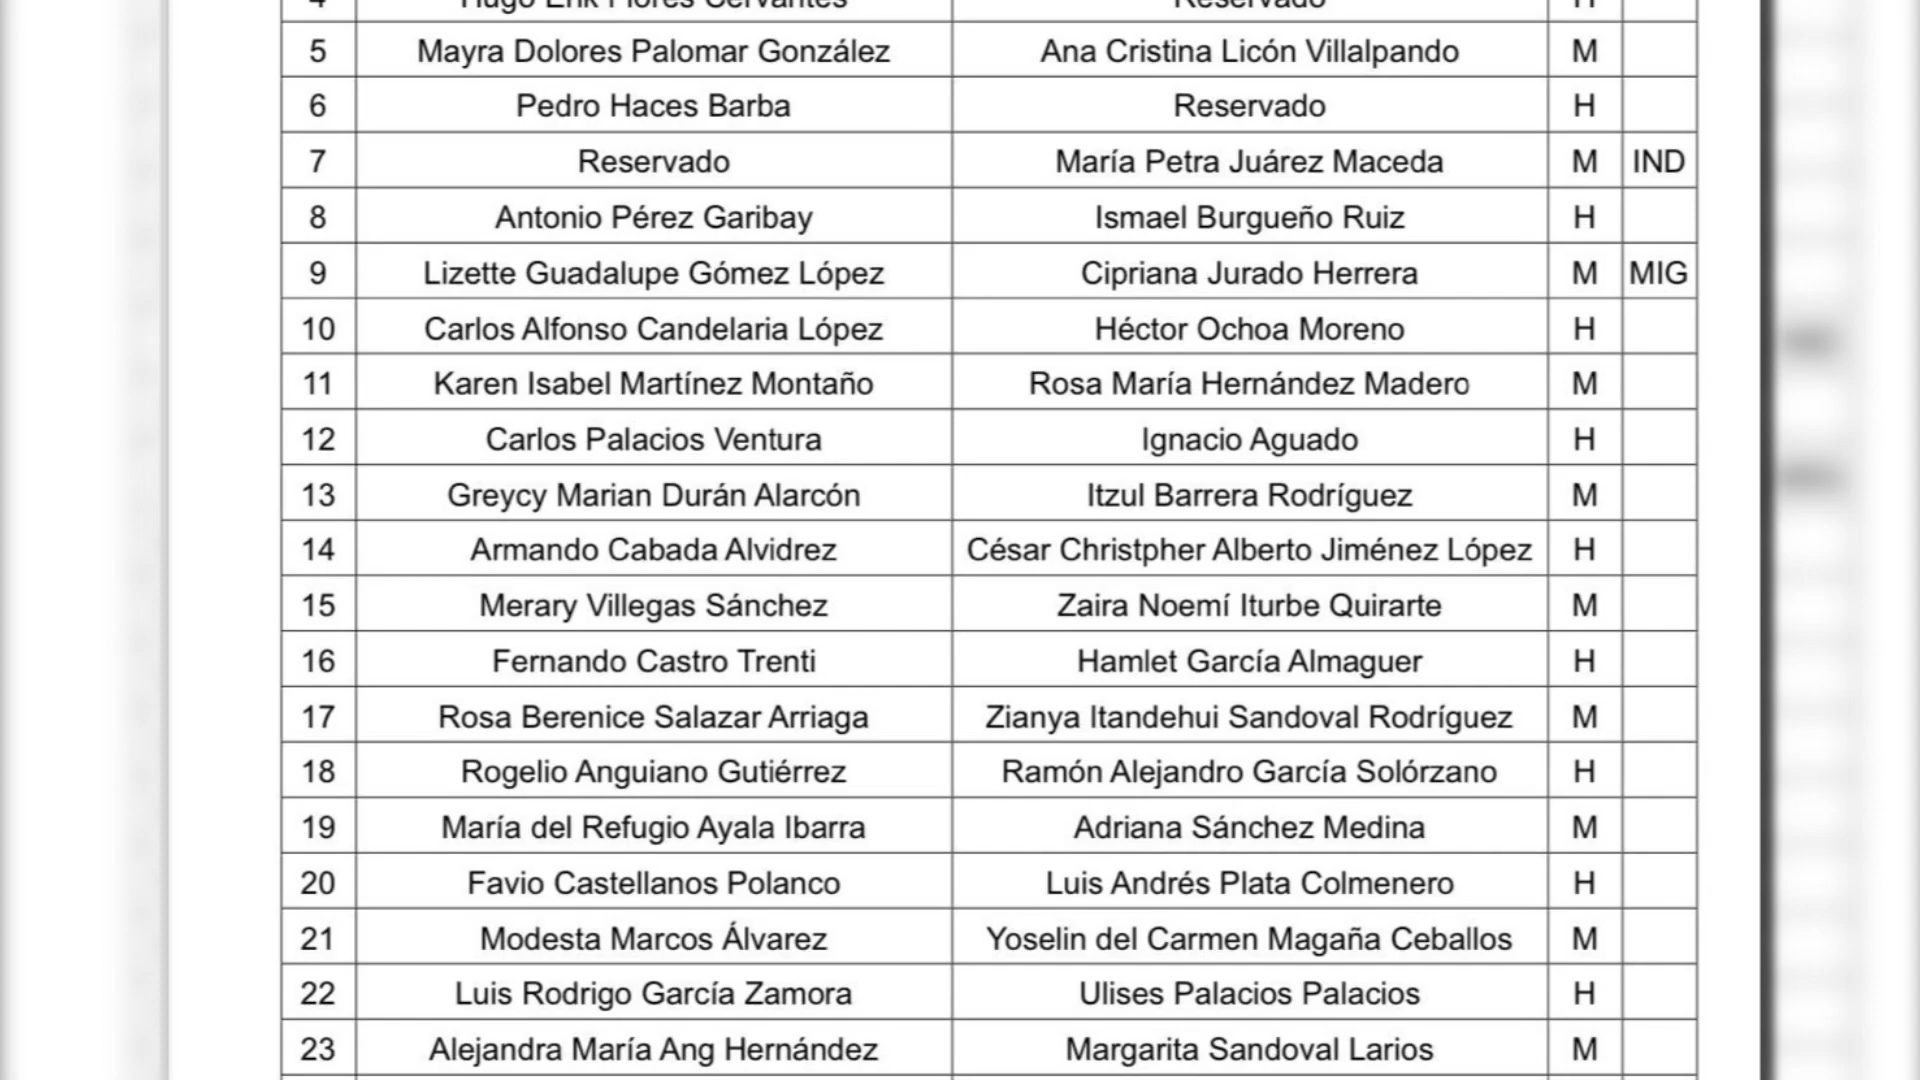 4 Hugo Erik Flores Cervantes Reservado H
5 Mayra Dolores Palomar González Ana Cristina Licón Villalpando M
6 Pedro Haces Barba Reservado H
7 Reservado María Petra Juárez Maceda M IND
8 Antonio Pérez Garibay Ismael Burgueño Ruiz H
9 Lizette Guadalupe Gómez López Cipriana Jurado Herrera M MIG
10 Carlos Alfonso Candelaria López Héctor Ochoa Moreno H
11 Karen Isabel Martínez Montaño Rosa María Hernández Madero M
12 Carlos Palacios Ventura Ignacio Aguado H
13 Greycy Marian Durán Alarcón Itzul Barrera Rodríguez M
14 Armando Cabada Alvidrez César Christpher Alberto Jiménez López H
15 Merary Villegas Sánchez Zaira Noemí Iturbe Quirarte M
16 Fernando Castro Trenti Hamlet García Almaguer H
17 Rosa Berenice Salazar Arriaga Zianya Itandehui Sandoval Rodríguez M
18 Rogelio Anguiano Gutiérrez Ramón Alejandro García Solórzano H
19 María del Refugio Ayala Ibarra Adriana Sánchez Medina M
20 Favio Castellanos Polanco Luis Andrés Plata Colmenero H
21 Modesta Marcos Álvarez Yoselin del Carmen Magaña Ceballos M
22 Luis Rodrigo García Zamora Ulises Palacios Palacios H
23 Alejandra María Ang Hernández Margarita Sandoval Larios M